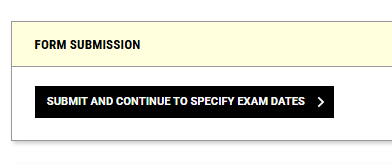 FORM SUBMISSION
SUBMIT AND CONTINUE TO SPECIFY EXAM DATES